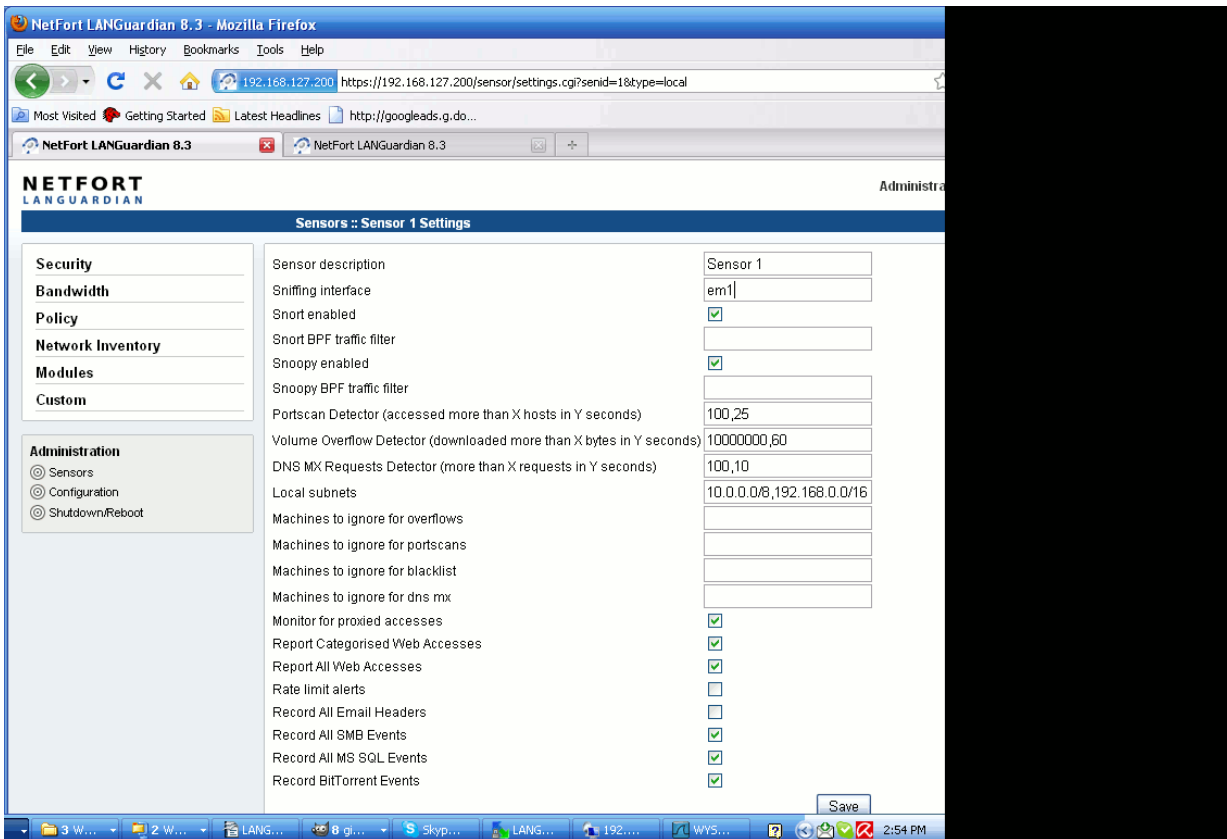 NetFort LANGuardian 8.3 - Mozilla Firefox
File Edit View History Bookmarks Tools Help
192.168.127.200 https://192.168.127.200/sensor/settings.cgi?senid=1&type=local
Most Visited Getting Started Latest Headlines http://googleads.g.do...
NetFort LANGuardian 8.3 NetFort LANGuardian 8.3
NETFORT
LANGUARDIAN
Administra
Sensors :: Sensor 1 Settings
Security
Bandwidth
Policy
Network Inventory
Modules
Custom
Administration
Sensors
Configuration
Shutdown/Reboot
Sensor description Sensor 1
Sniffing interface em1
Snort enabled
Snort BPF traffic filter
Snoopy enabled
Snoopy BPF traffic filter
Portscan Detector (accessed more than X hosts in Y seconds) 100,25
Volume Overflow Detector (downloaded more than X bytes in Y seconds) 10000000,60
DNS MX Requests Detector (more than X requests in Y seconds) 100,10
Local subnets 10.0.0.0/8,192.168.0.0/16
Machines to ignore for overflows
Machines to ignore for portscans
Machines to ignore for blacklist
Machines to ignore for dns mx
Monitor for proxied accesses
Report Categorised Web Accesses
Report All Web Accesses
Rate limit alerts
Record All Email Headers
Record All SMB Events
Record All MS SQL Events
Record BitTorrent Events
Save
3 W... 2 W... LANG... 8 gi... Skyp... LANG... 192.... WYS... 2:54 PM